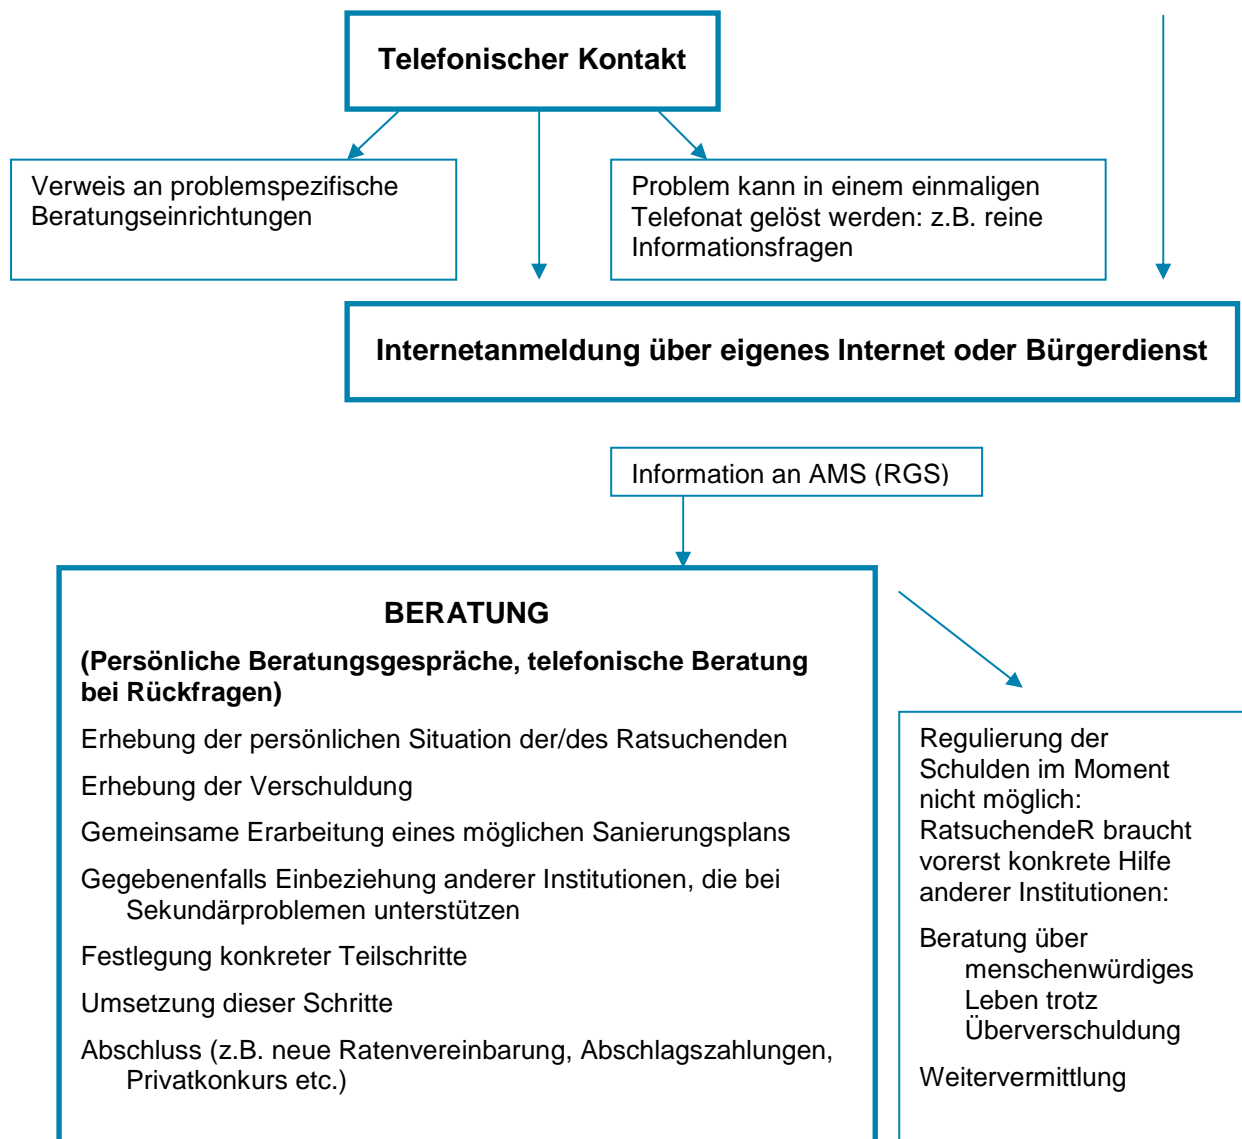 Telefonischer Kontakt
Verweis an problemspezifische
Beratungseinrichtungen
Problem kann in einem einmaligen
Telefonat gelöst werden: z.B. reine
Informationsfragen
Internetanmeldung über eigenes Internet oder Bürgerdienst
Information an AMS (RGS)
BERATUNG
(Persönliche Beratungsgespräche, telefonische Beratung
bei Rückfragen)
Erhebung der persönlichen Situation der/des Ratsuchenden
Erhebung der Verschuldung
Gemeinsame Erarbeitung eines möglichen Sanierungsplans
Gegebenenfalls Einbeziehung anderer Institutionen, die bei
Sekundärproblemen unterstützen
Festlegung konkreter Teilschritte
Umsetzung dieser Schritte
Abschluss (z.B. neue Ratenvereinbarung, Abschlagszahlungen,
Privatkonkurs etc.)
Regulierung der
Schulden im Moment
nicht möglich:
RatsuchendeR braucht
vorerst konkrete Hilfe
anderer Institutionen:
Beratung über
menschenwürdiges
Leben trotz
Überverschuldung
Weitervermittlung